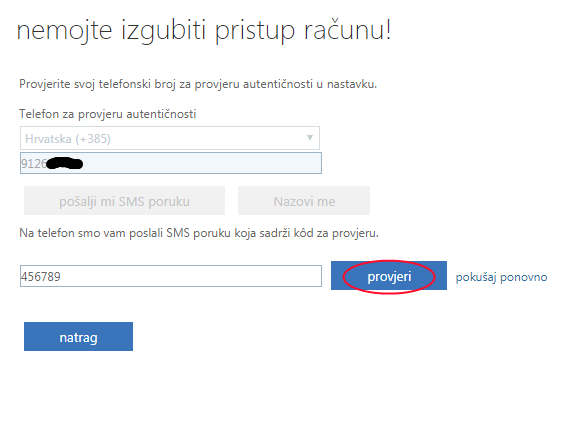 nemojte izgubiti pristup računu!
Provjerite svoj telefonski broj za provjeru autentičnosti u nastavku.
Telefon za provjeru autentičnosti
Hrvatska (+385)
9126
pošalji mi SMS poruku Nazovi me
Na telefon smo vam poslali SMS poruku koja sadrži kôd za provjeru.
456789 provjeri pokušaj ponovno
natrag